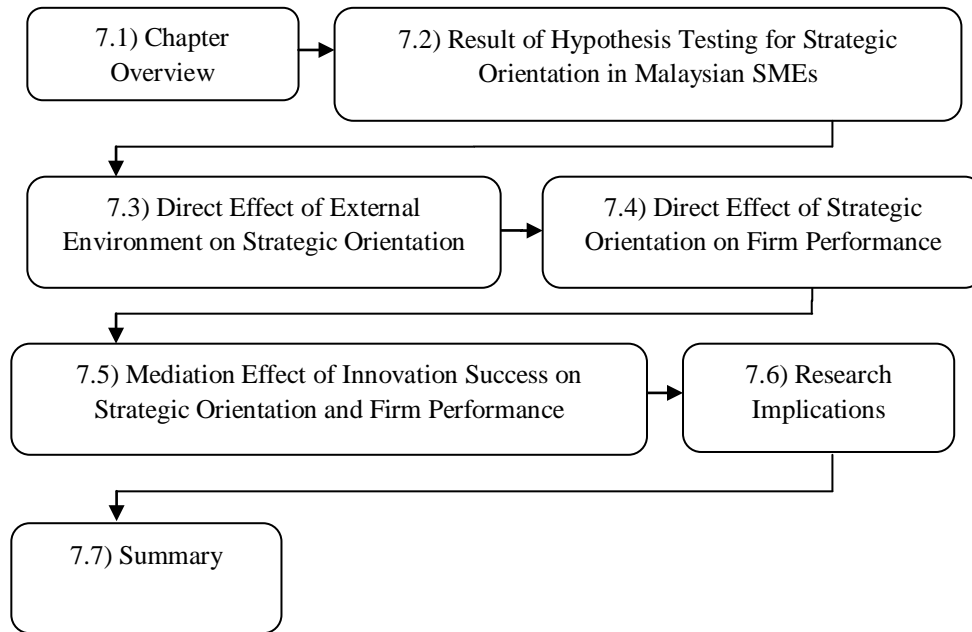 7.1) Chapter
Overview
7.2) Result of Hypothesis Testing for Strategic
Orientation in Malaysian SMEs
7.3) Direct Effect of External
Environment on Strategic Orientation
7.4) Direct Effect of Strategic
Orientation on Firm Performance
7.5) Mediation Effect of Innovation Success on
Strategic Orientation and Firm Performance
7.6) Research
Implications
7.7) Summary